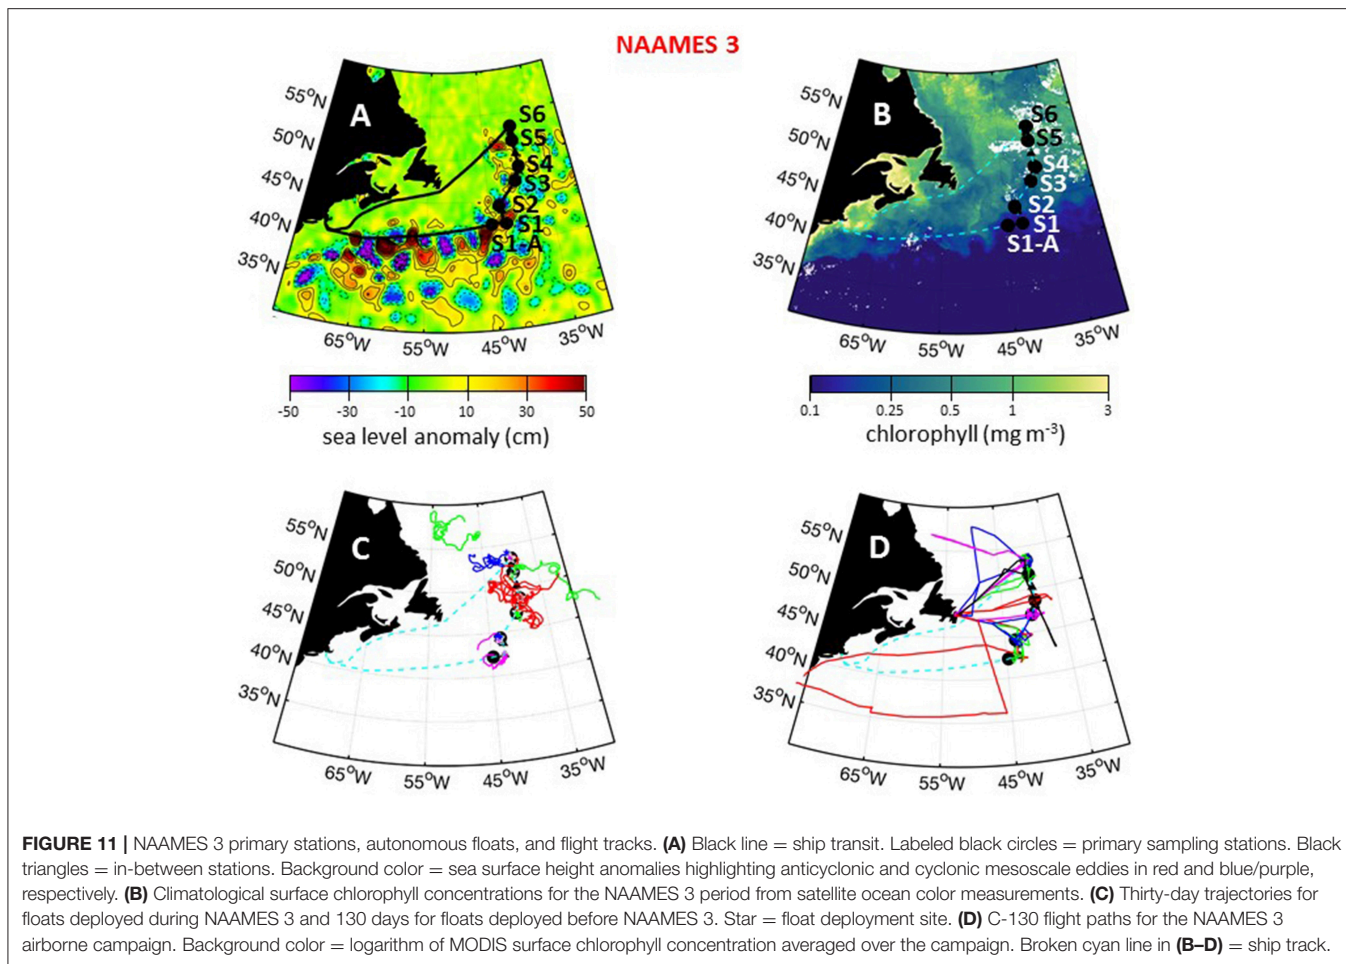 NAAMES 3
A
55°N
50°N
45°N
40°N
35°N
S6
S5
S4
S3
S2
S1
S1-A
65°W
55°W
45°W
35°W
-50 -30 -10 10 30 50
sea level anomaly (cm)
B
55°N
50°N
45°N
40°N
35°N
S6
S5
S4
S3
S2
S1
S1-A
65°W
55°W
45°W
35°W
0.1 0.25 0.5 1 3
chlorophyll (mg m-3)
C
55°N
50°N
45°N
40°N
35°N
65°W
55°W
45°W
35°W
D
55°N
50°N
45°N
40°N
35°N
65°W
55°W
45°W
35°W
FIGURE 11 | NAAMES 3 primary stations, autonomous floats, and flight tracks. (A) Black line = ship transit. Labeled black circles = primary sampling stations. Black
triangles = in-between stations. Background color = sea surface height anomalies highlighting anticyclonic and cyclonic mesoscale eddies in red and blue/purple,
respectively. (B) Climatological surface chlorophyll concentrations for the NAAMES 3 period from satellite ocean color measurements. (C) Thirty-day trajectories for
floats deployed during NAAMES 3 and 130 days for floats deployed before NAAMES 3. Star = float deployment site. (D) C-130 flight paths for the NAAMES 3
airborne campaign. Background color = logarithm of MODIS surface chlorophyll concentration averaged over the campaign. Broken cyan line in (B–D) = ship track.